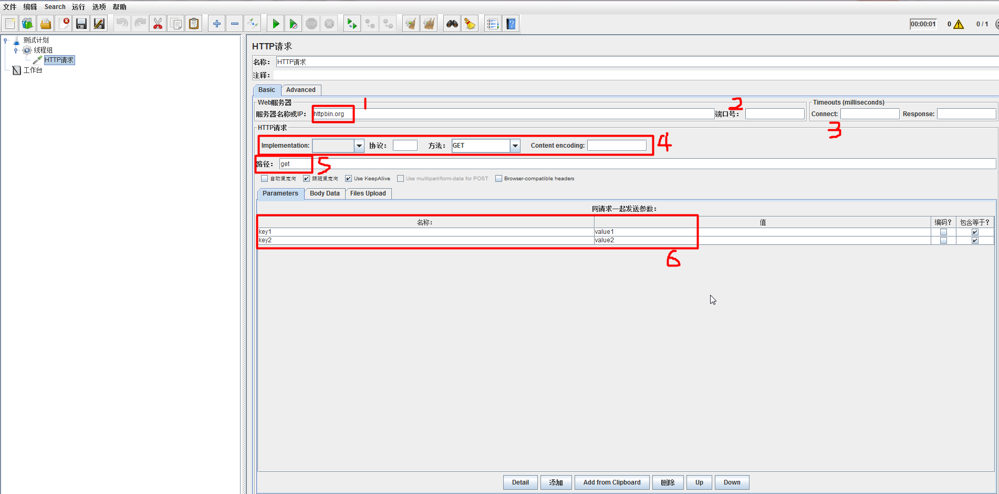 文件 编辑 Search 运行 选项 帮助
00:00:01 0 0 / 1
测试计划
线程组
HTTP请求
工作台
HTTP请求
名称： HTTP请求
注释：
Basic Advanced
Web服务器 1 2 Timeouts (milliseconds)
服务器名称或IP： httpbin.org 端口号： Connect: Response:
3
HTTP请求
Implementation: 协议： 方法： GET Content encoding: 4
路径： get 5
自动重定向 跟随重定向 Use KeepAlive Use multipart/form-data for POST Browser-compatible headers
Parameters Body Data Files Upload
同请求一起发送参数：
名称： 值 编码？ 包含等于？
key1 value1
key2 value2
6
Detail 添加 Add from Clipboard 删除 Up Down